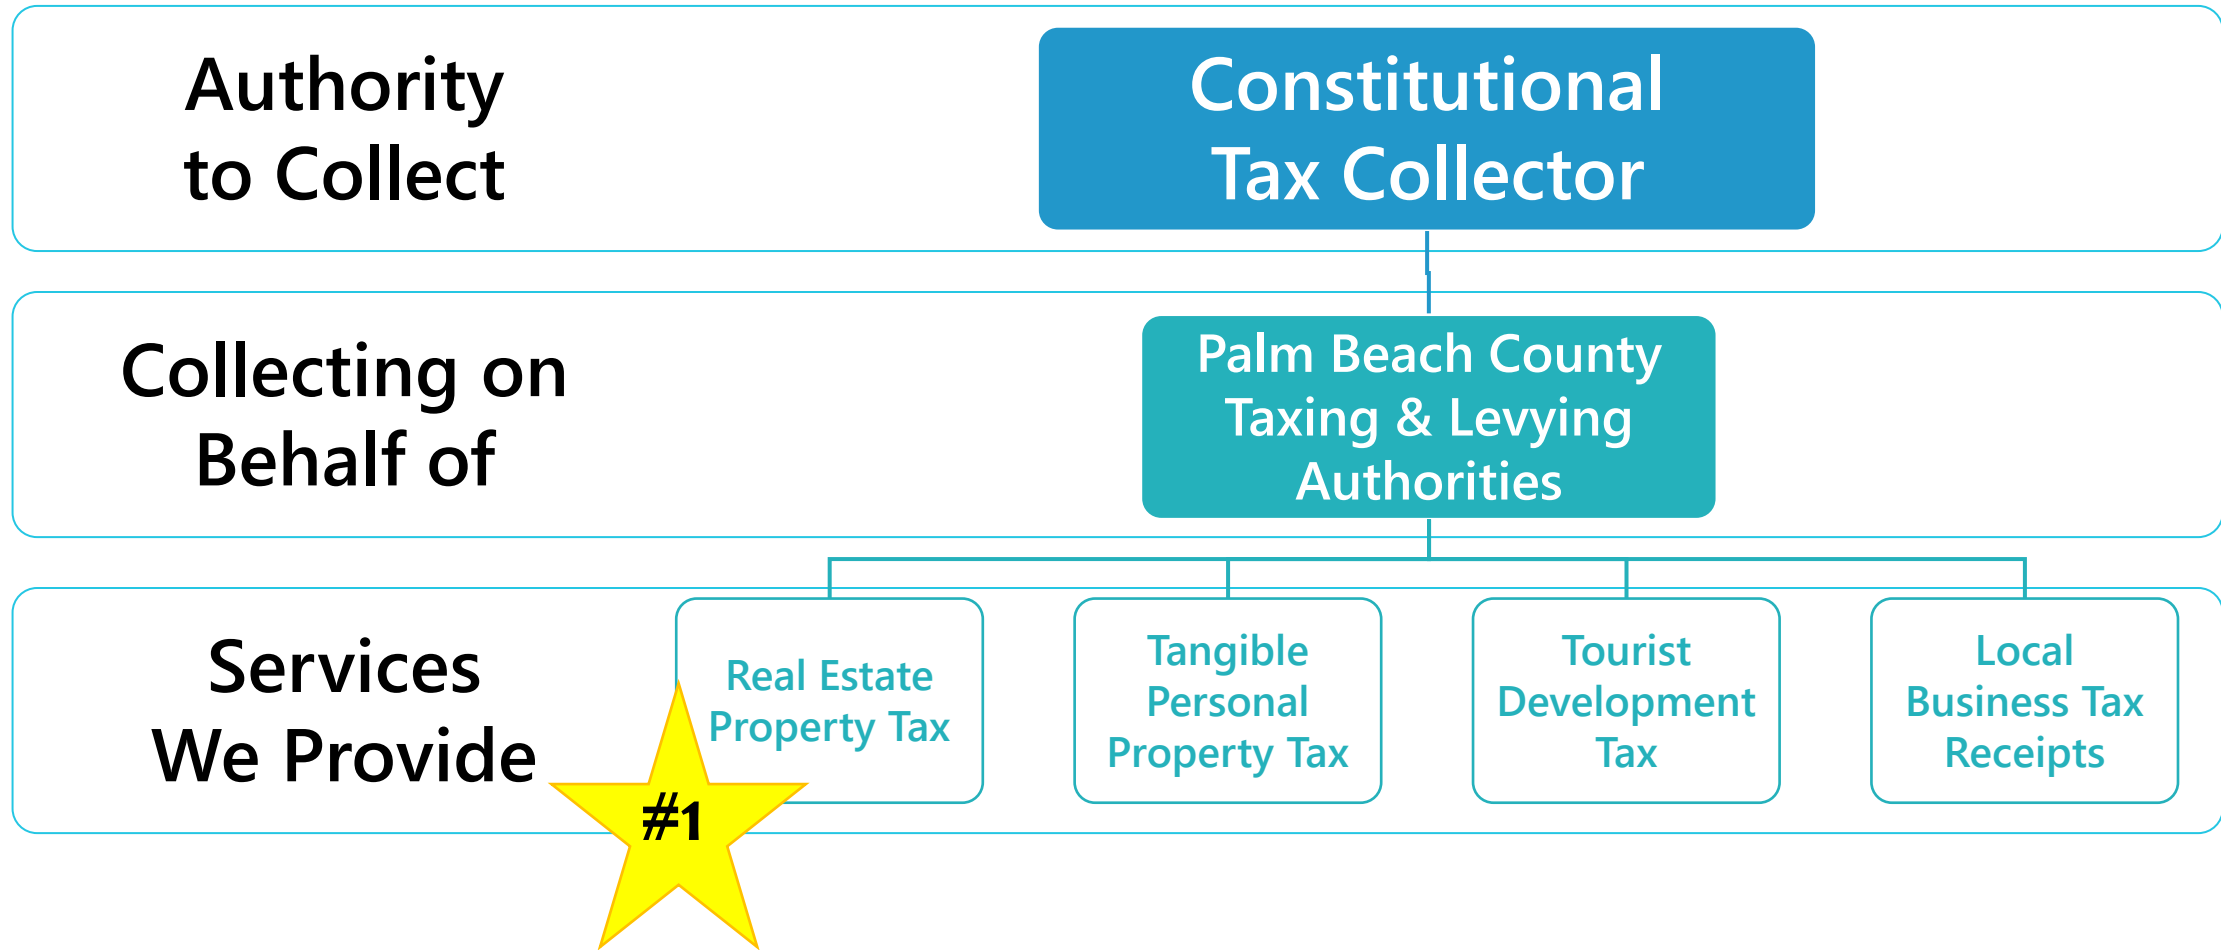 Authority
to Collect
Constitutional
Tax Collector
Collecting on
Behalf of
Palm Beach County
Taxing & Levying
Authorities
Services
We Provide
Real Estate
Property Tax
Tangible
Personal
Property Tax
Tourist
Development
Tax
Local
Business Tax
Receipts
#1